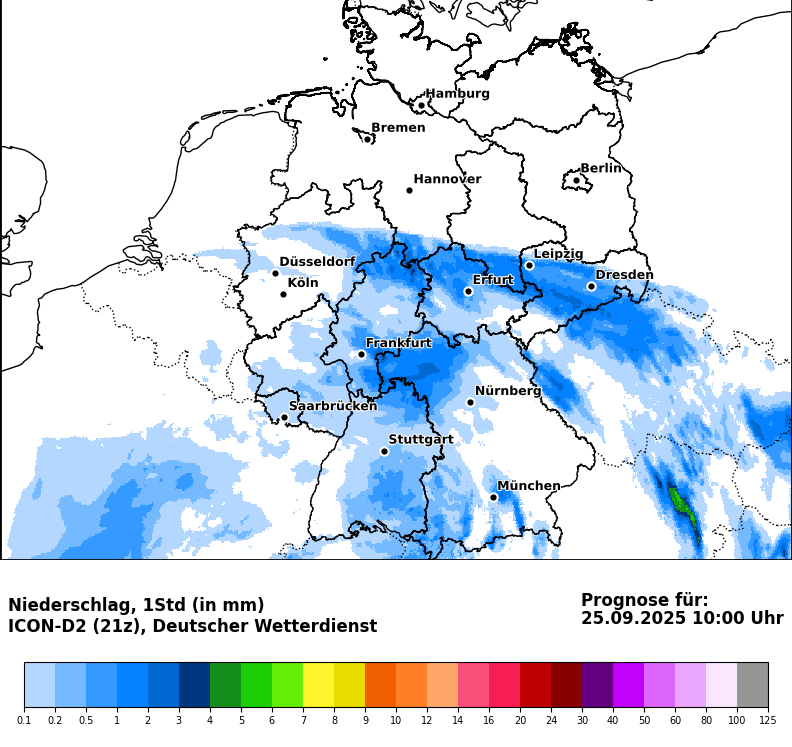 Hamburg
Bremen
Berlin
Hannover
Leipzig
Düsseldorf
Dresden
Köln
Erfurt
Frankfurt
Nürnberg
Saarbrücken
Stuttgart
München
Niederschlag, 1Std (in mm)
ICON-D2 (21z), Deutscher Wetterdienst
Prognose für:
25.09.2025 10:00 Uhr
0.1 0.2 0.5 1 2 3 4 5 6 7 8 9 10 12 14 16 20 24 30 40 50 60 80 100 125